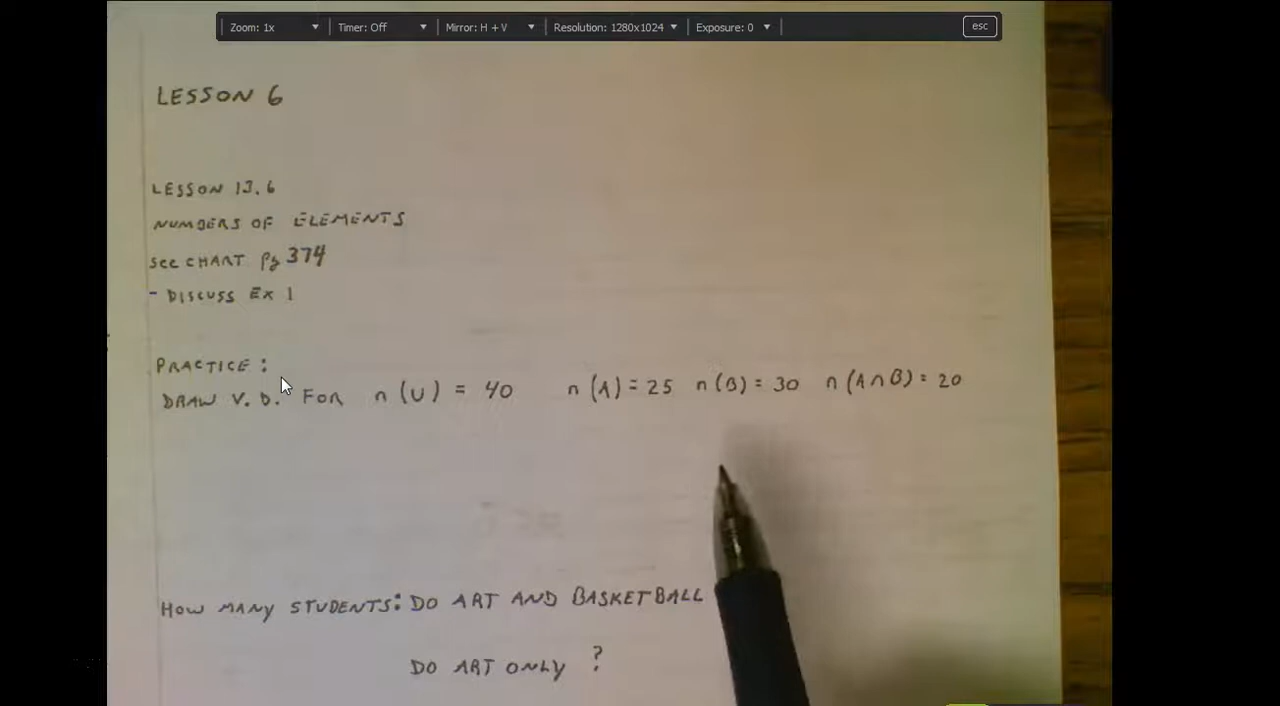 Zoom: 1x Timer: Off Mirror: H + V Resolution: 1280x1024 Exposure: 0 esc
LESSON 6
LESSON 13.6
NUMBERS OF ELEMENTS
See CHART Pg 374
- DISCUSS Ex 1
PRACTICE:
DRAW V. D. FOR n(U) = 40 n(A) = 25 n(B) = 30 n(A∩B) = 20
HOW MANY STUDENTS: DO ART AND BASKETBALL
DO ART ONLY ?